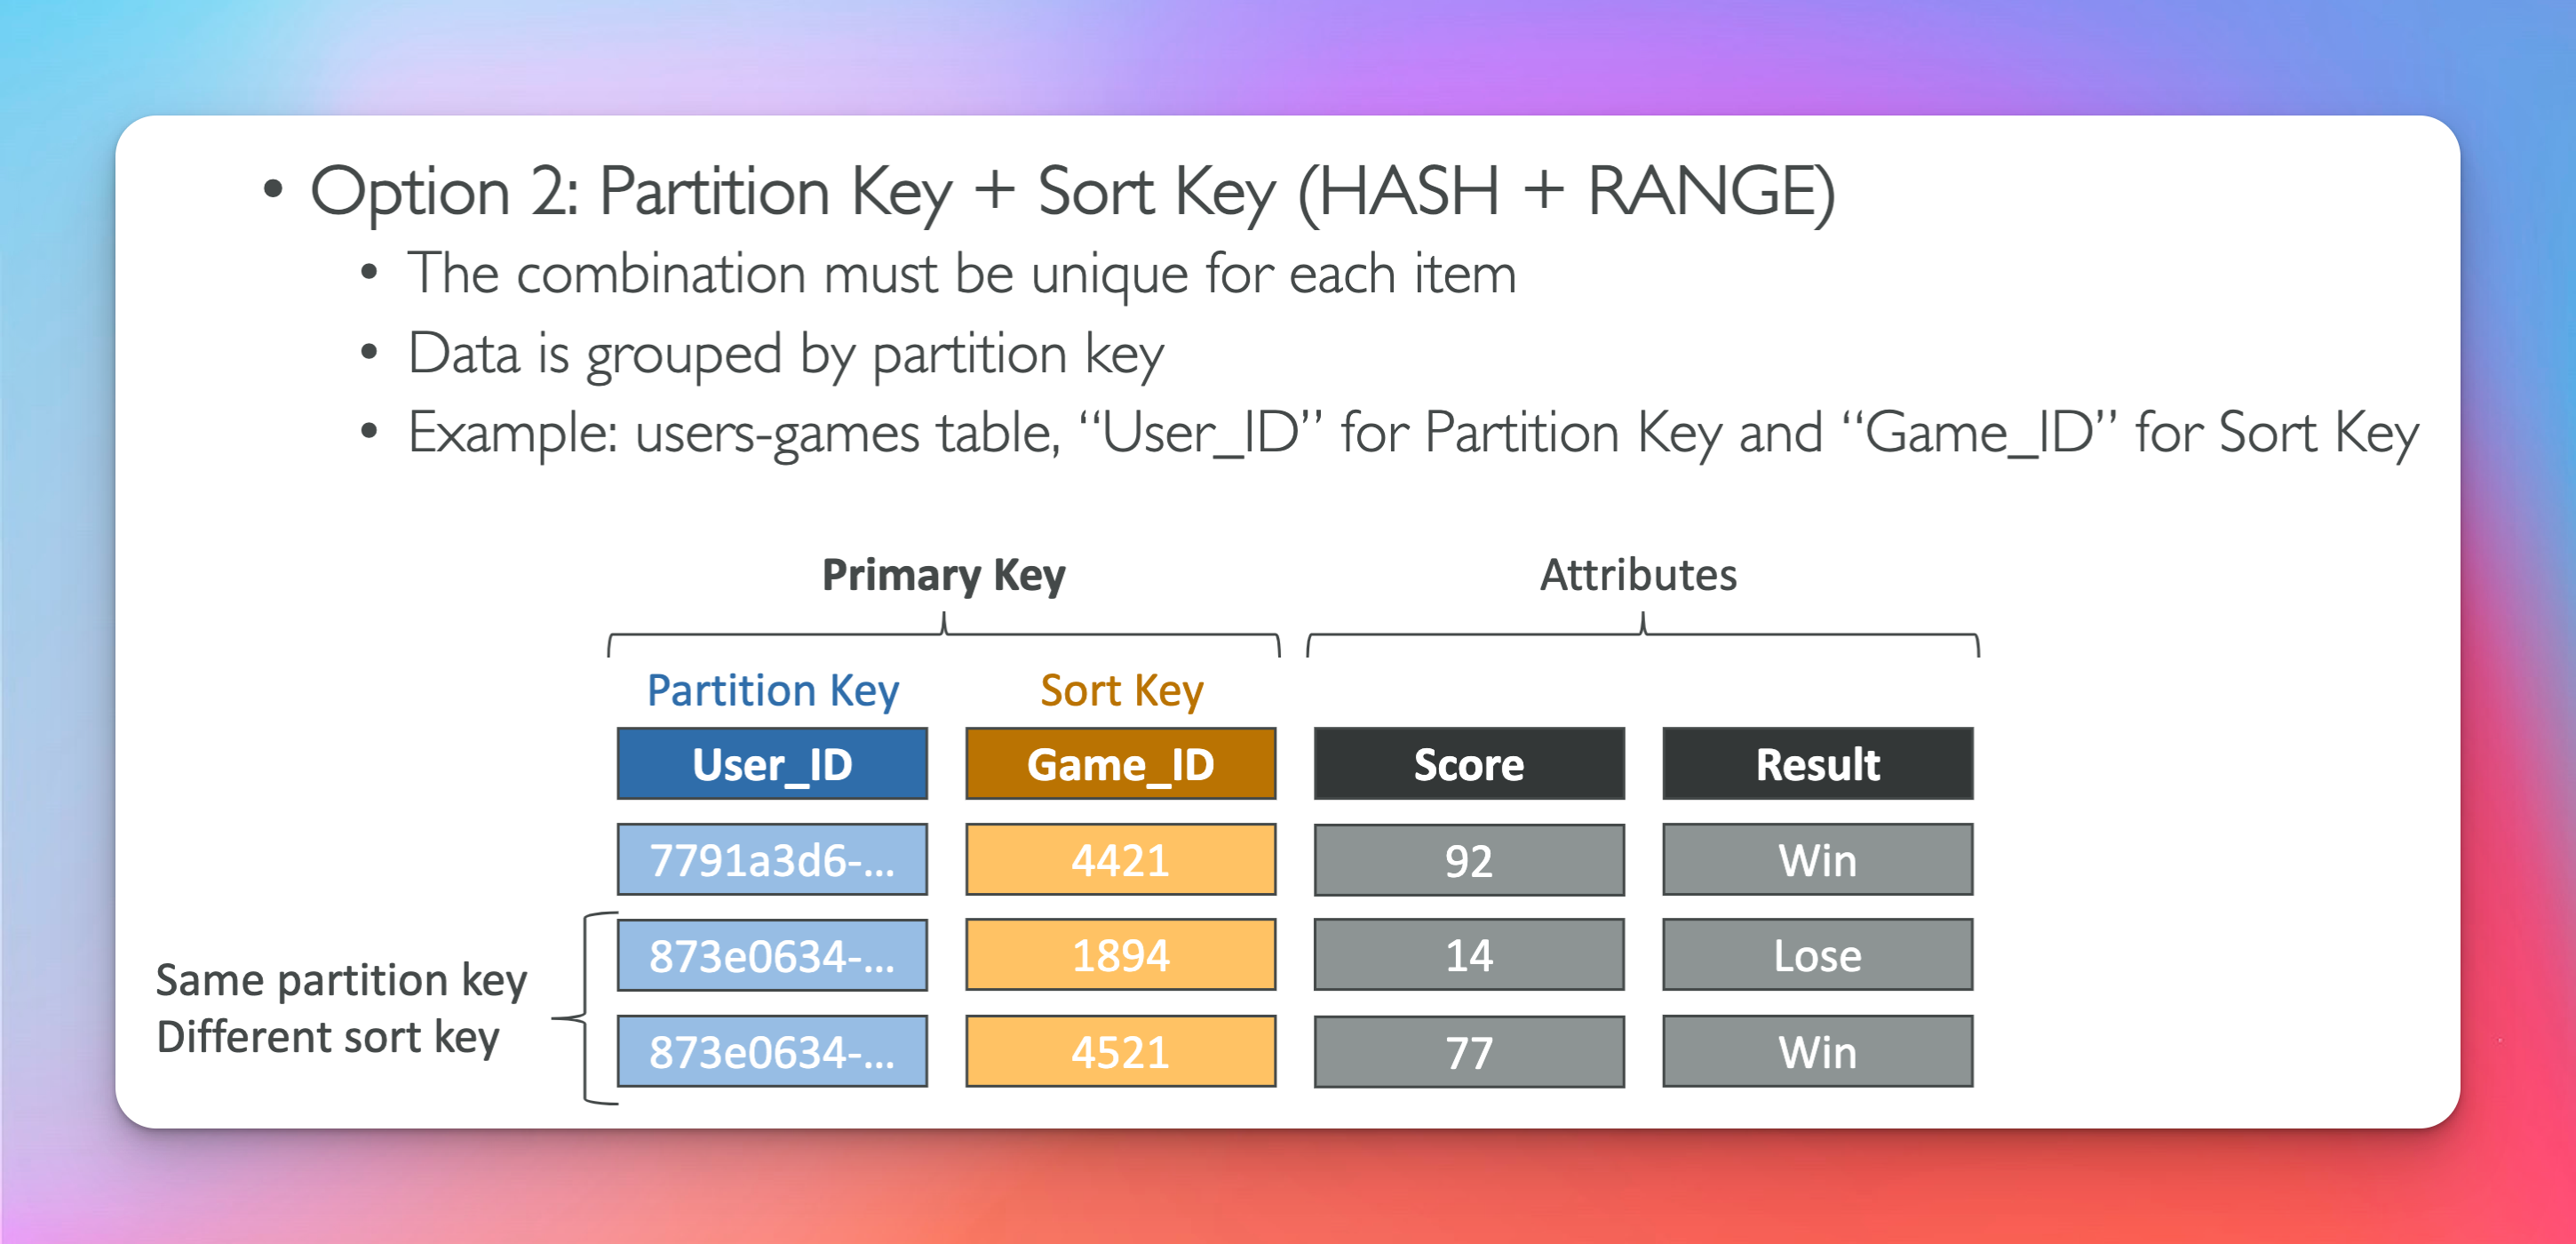 • Option 2: Partition Key + Sort Key (HASH + RANGE)
• The combination must be unique for each item
• Data is grouped by partition key
• Example: users-games table, “User_ID” for Partition Key and “Game_ID” for Sort Key
Primary Key Attributes
Partition Key Sort Key
User_ID Game_ID Score Result
7791a3d6-... 4421 92 Win
873e0634-... 1894 14 Lose
Same partition key
Different sort key
873e0634-... 4521 77 Win